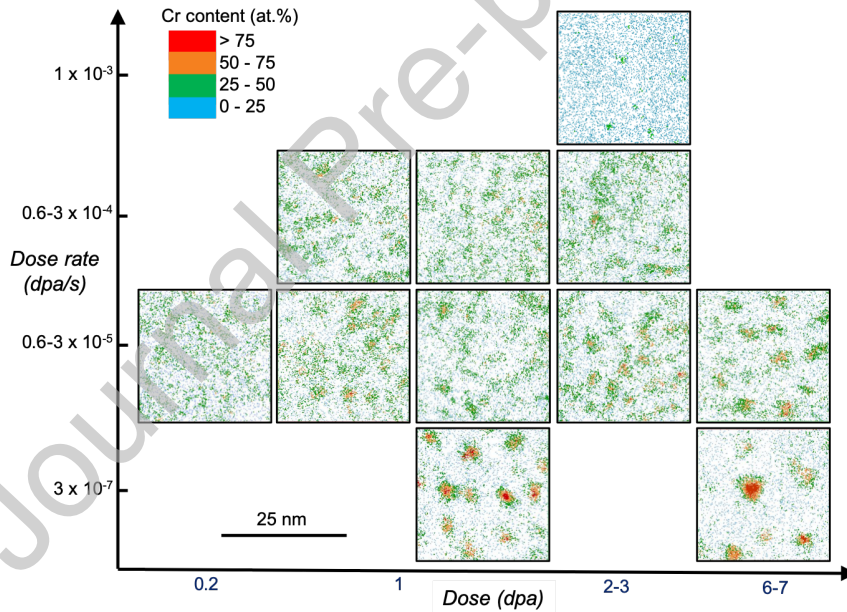 Cr content (at.%)
> 75
50 - 75
25 - 50
0 - 25
1 x 10⁻³
0.6-3 x 10⁻⁴
Dose rate
(dpa/s)
0.6-3 x 10⁻⁵
3 x 10⁻⁷
25 nm
0.2
1
2-3
6-7
Dose (dpa)
Journal Pre-p